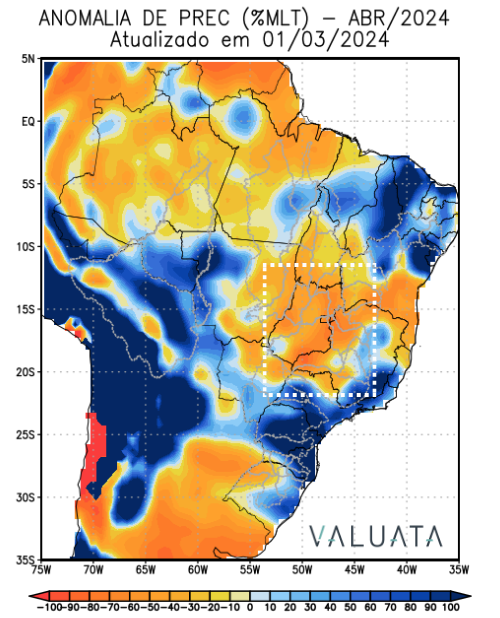 ANOMALIA DE PREC (%MLT) – ABR/2024
Atualizado em 01/03/2024
5N
EQ
5S
10S
15S
20S
25S
30S
35S
VALUATA
75W 70W 65W 60W 55W 50W 45W 40W 35W
-100-90-80-70-60-50-40-30-20-10 0 10 20 30 40 50 60 70 80 90 100